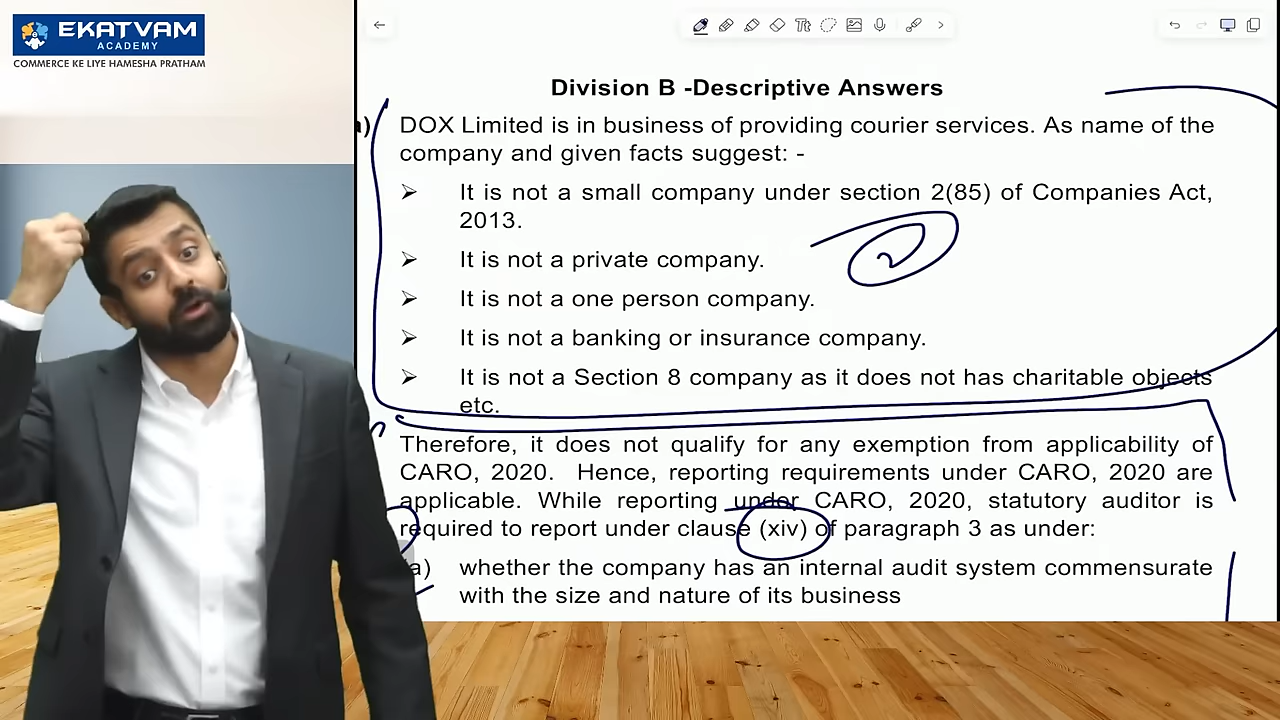 EKATVAM
ACADEMY
COMMERCE KE LIYE HAMESHA PRATHAM
Tt
Division B -Descriptive Answers
a) DOX Limited is in business of providing courier services. As name of the
company and given facts suggest: -
➢ It is not a small company under section 2(85) of Companies Act,
2013.
➢ It is not a private company.
➢ It is not a one person company.
➢ It is not a banking or insurance company.
➢ It is not a Section 8 company as it does not has charitable objects
etc.
Therefore, it does not qualify for any exemption from applicability of
CARO, 2020. Hence, reporting requirements under CARO, 2020 are
applicable. While reporting under CARO, 2020, statutory auditor is
required to report under clause (xiv) of paragraph 3 as under:
(a) whether the company has an internal audit system commensurate
with the size and nature of its business